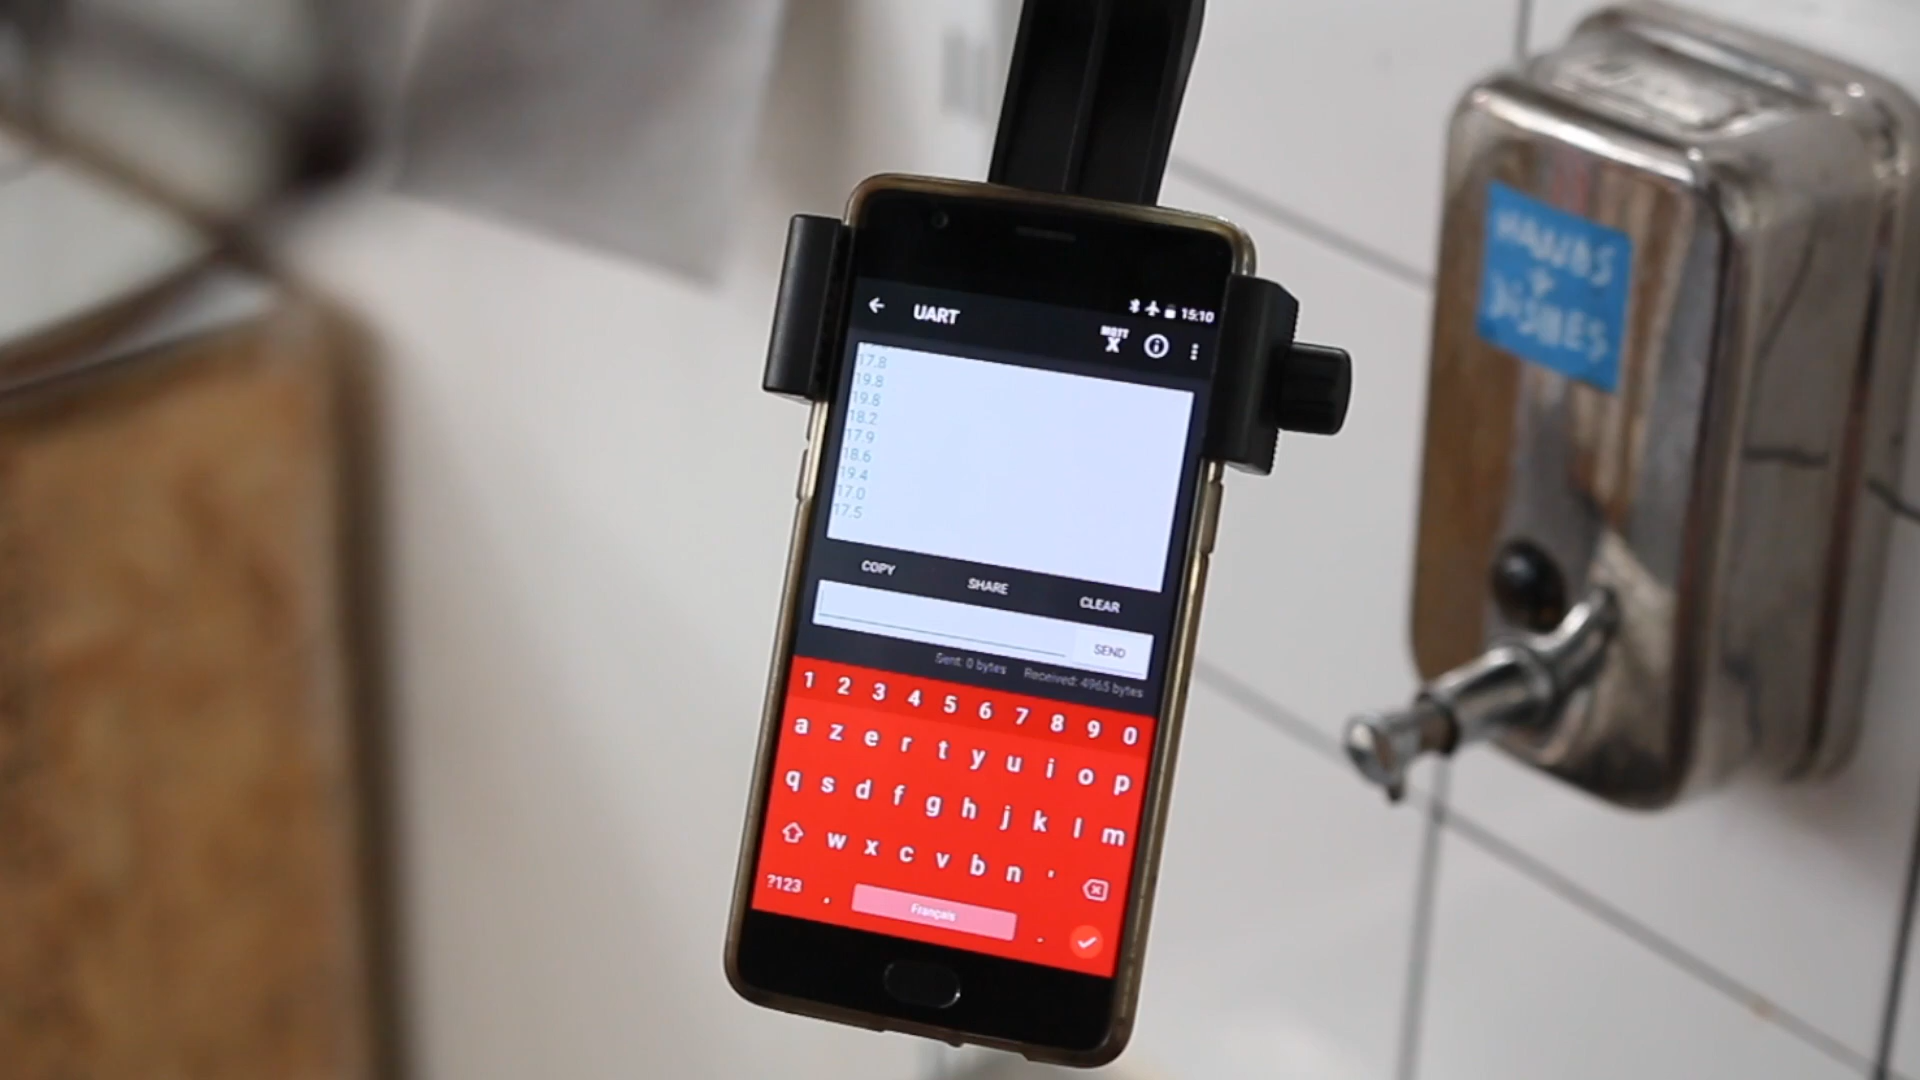 15:10
UART
MQTT
X
17.8
19.8
19.8
18.2
17.9
18.6
19.4
17.0
17.5
COPY SHARE CLEAR
SEND
Sent: 0 bytes Received: 4965 bytes
1 2 3 4 5 6 7 8 9 0
a z e r t y u i o p
q s d f g h j k l m
w x c v b n '
?123 , Français .
HANDS
+
DISHES